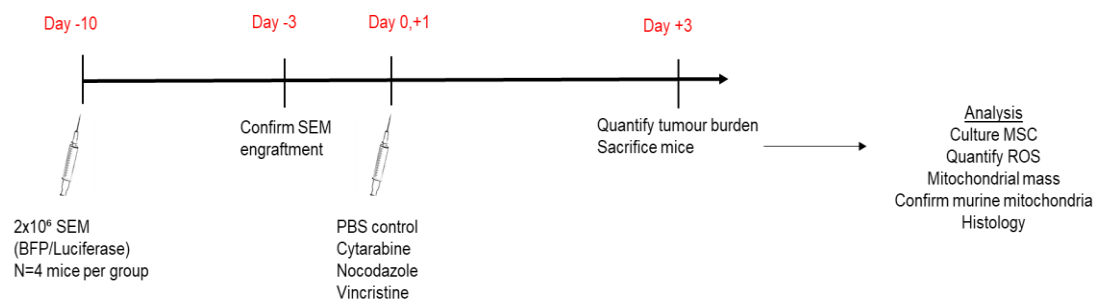 Day -10
Day -3
Day 0,+1
Day +3
2x10⁶ SEM
(BFP/Luciferase)
N=4 mice per group
Confirm SEM
engraftment
PBS control
Cytarabine
Nocodazole
Vincristine
Quantify tumour burden
Sacrifice mice
Analysis
Culture MSC
Quantify ROS
Mitochondrial mass
Confirm murine mitochondria
Histology